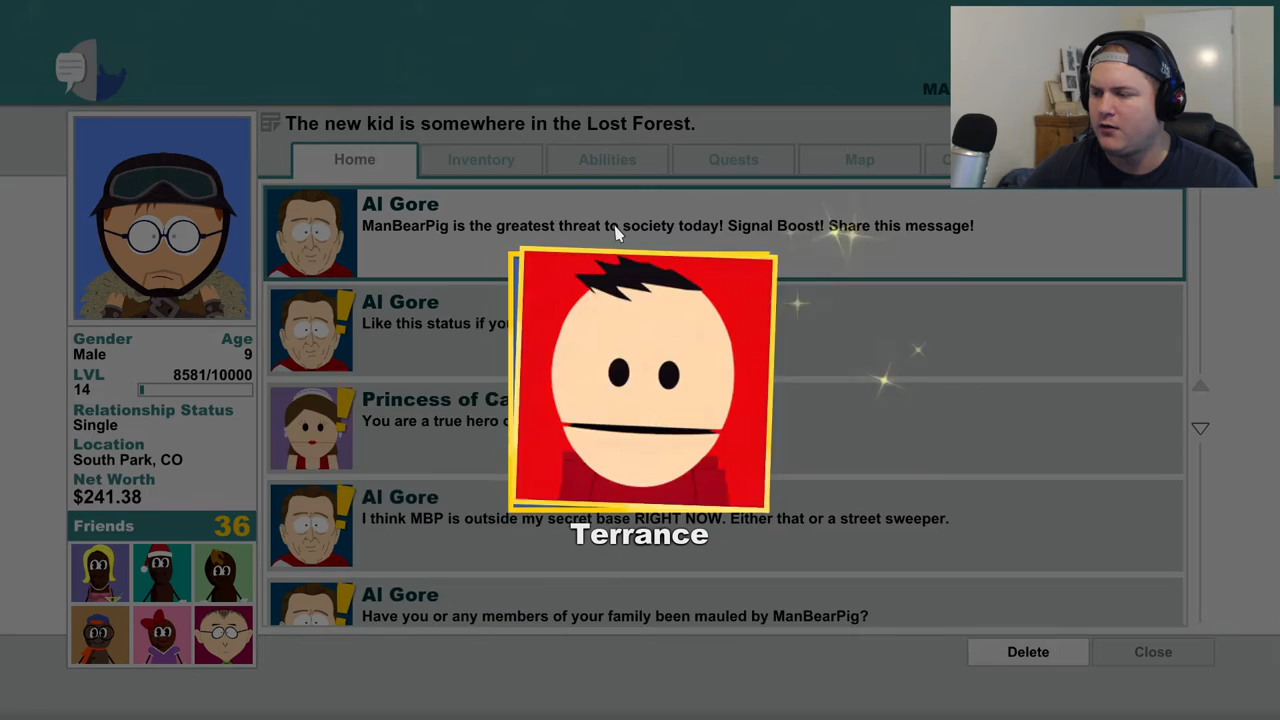 MA
The new kid is somewhere in the Lost Forest.
Home
Inventory
Abilities
Quests
Map
C
Al Gore
ManBearPig is the greatest threat to society today! Signal Boost! Share this message!
Al Gore
Like this status if yo
Princess of Ca
You are a true hero
Al Gore
I think MBP is outside my secret base RIGHT NOW. Either that or a street sweeper.
Terrance
Al Gore
Have you or any members of your family been mauled by ManBearPig?
Gender
Age
Male
9
LVL
8581/10000
14
Relationship Status
Single
Location
South Park, CO
Net Worth
$241.38
Friends
36
Delete
Close